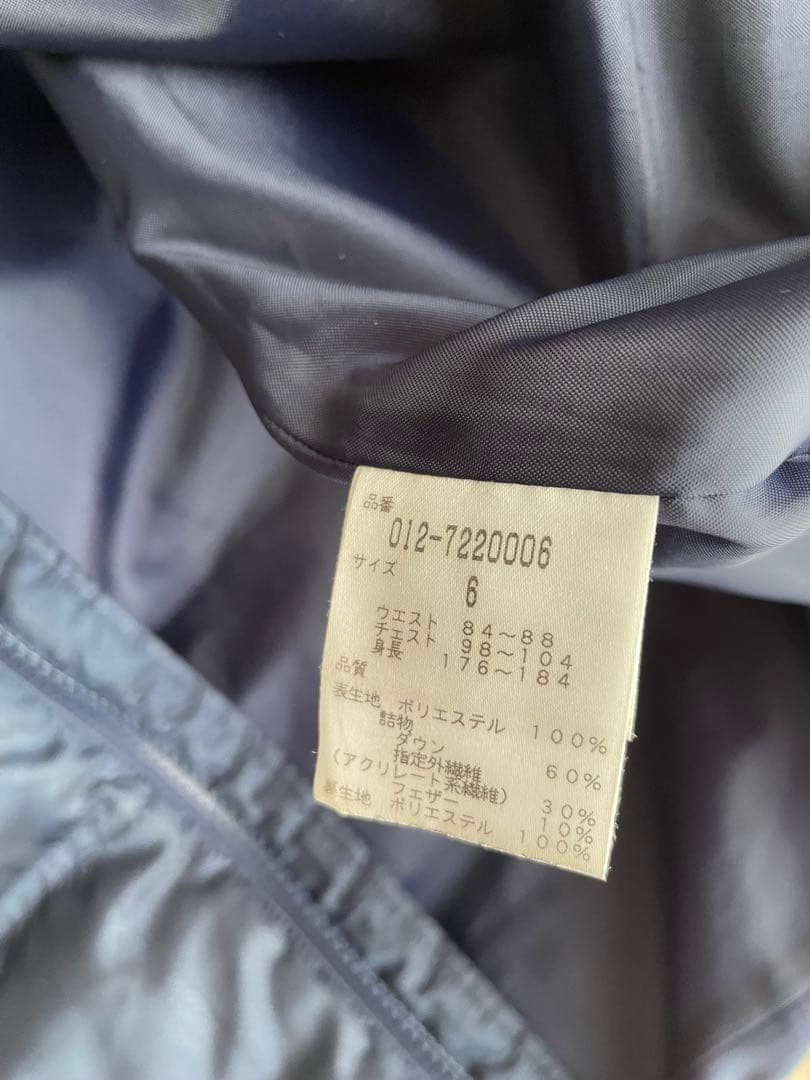 品番
012-7220006
サイズ
6
ウエスト 84～88
チェスト 98～104
身長 176～184
品質
表生地 ポリエステル 100%
詰物
ダウン 60%
指定外繊維
(アクリレート系繊維) 30%
フェザー 10%
裏生地 ポリエステル 100%